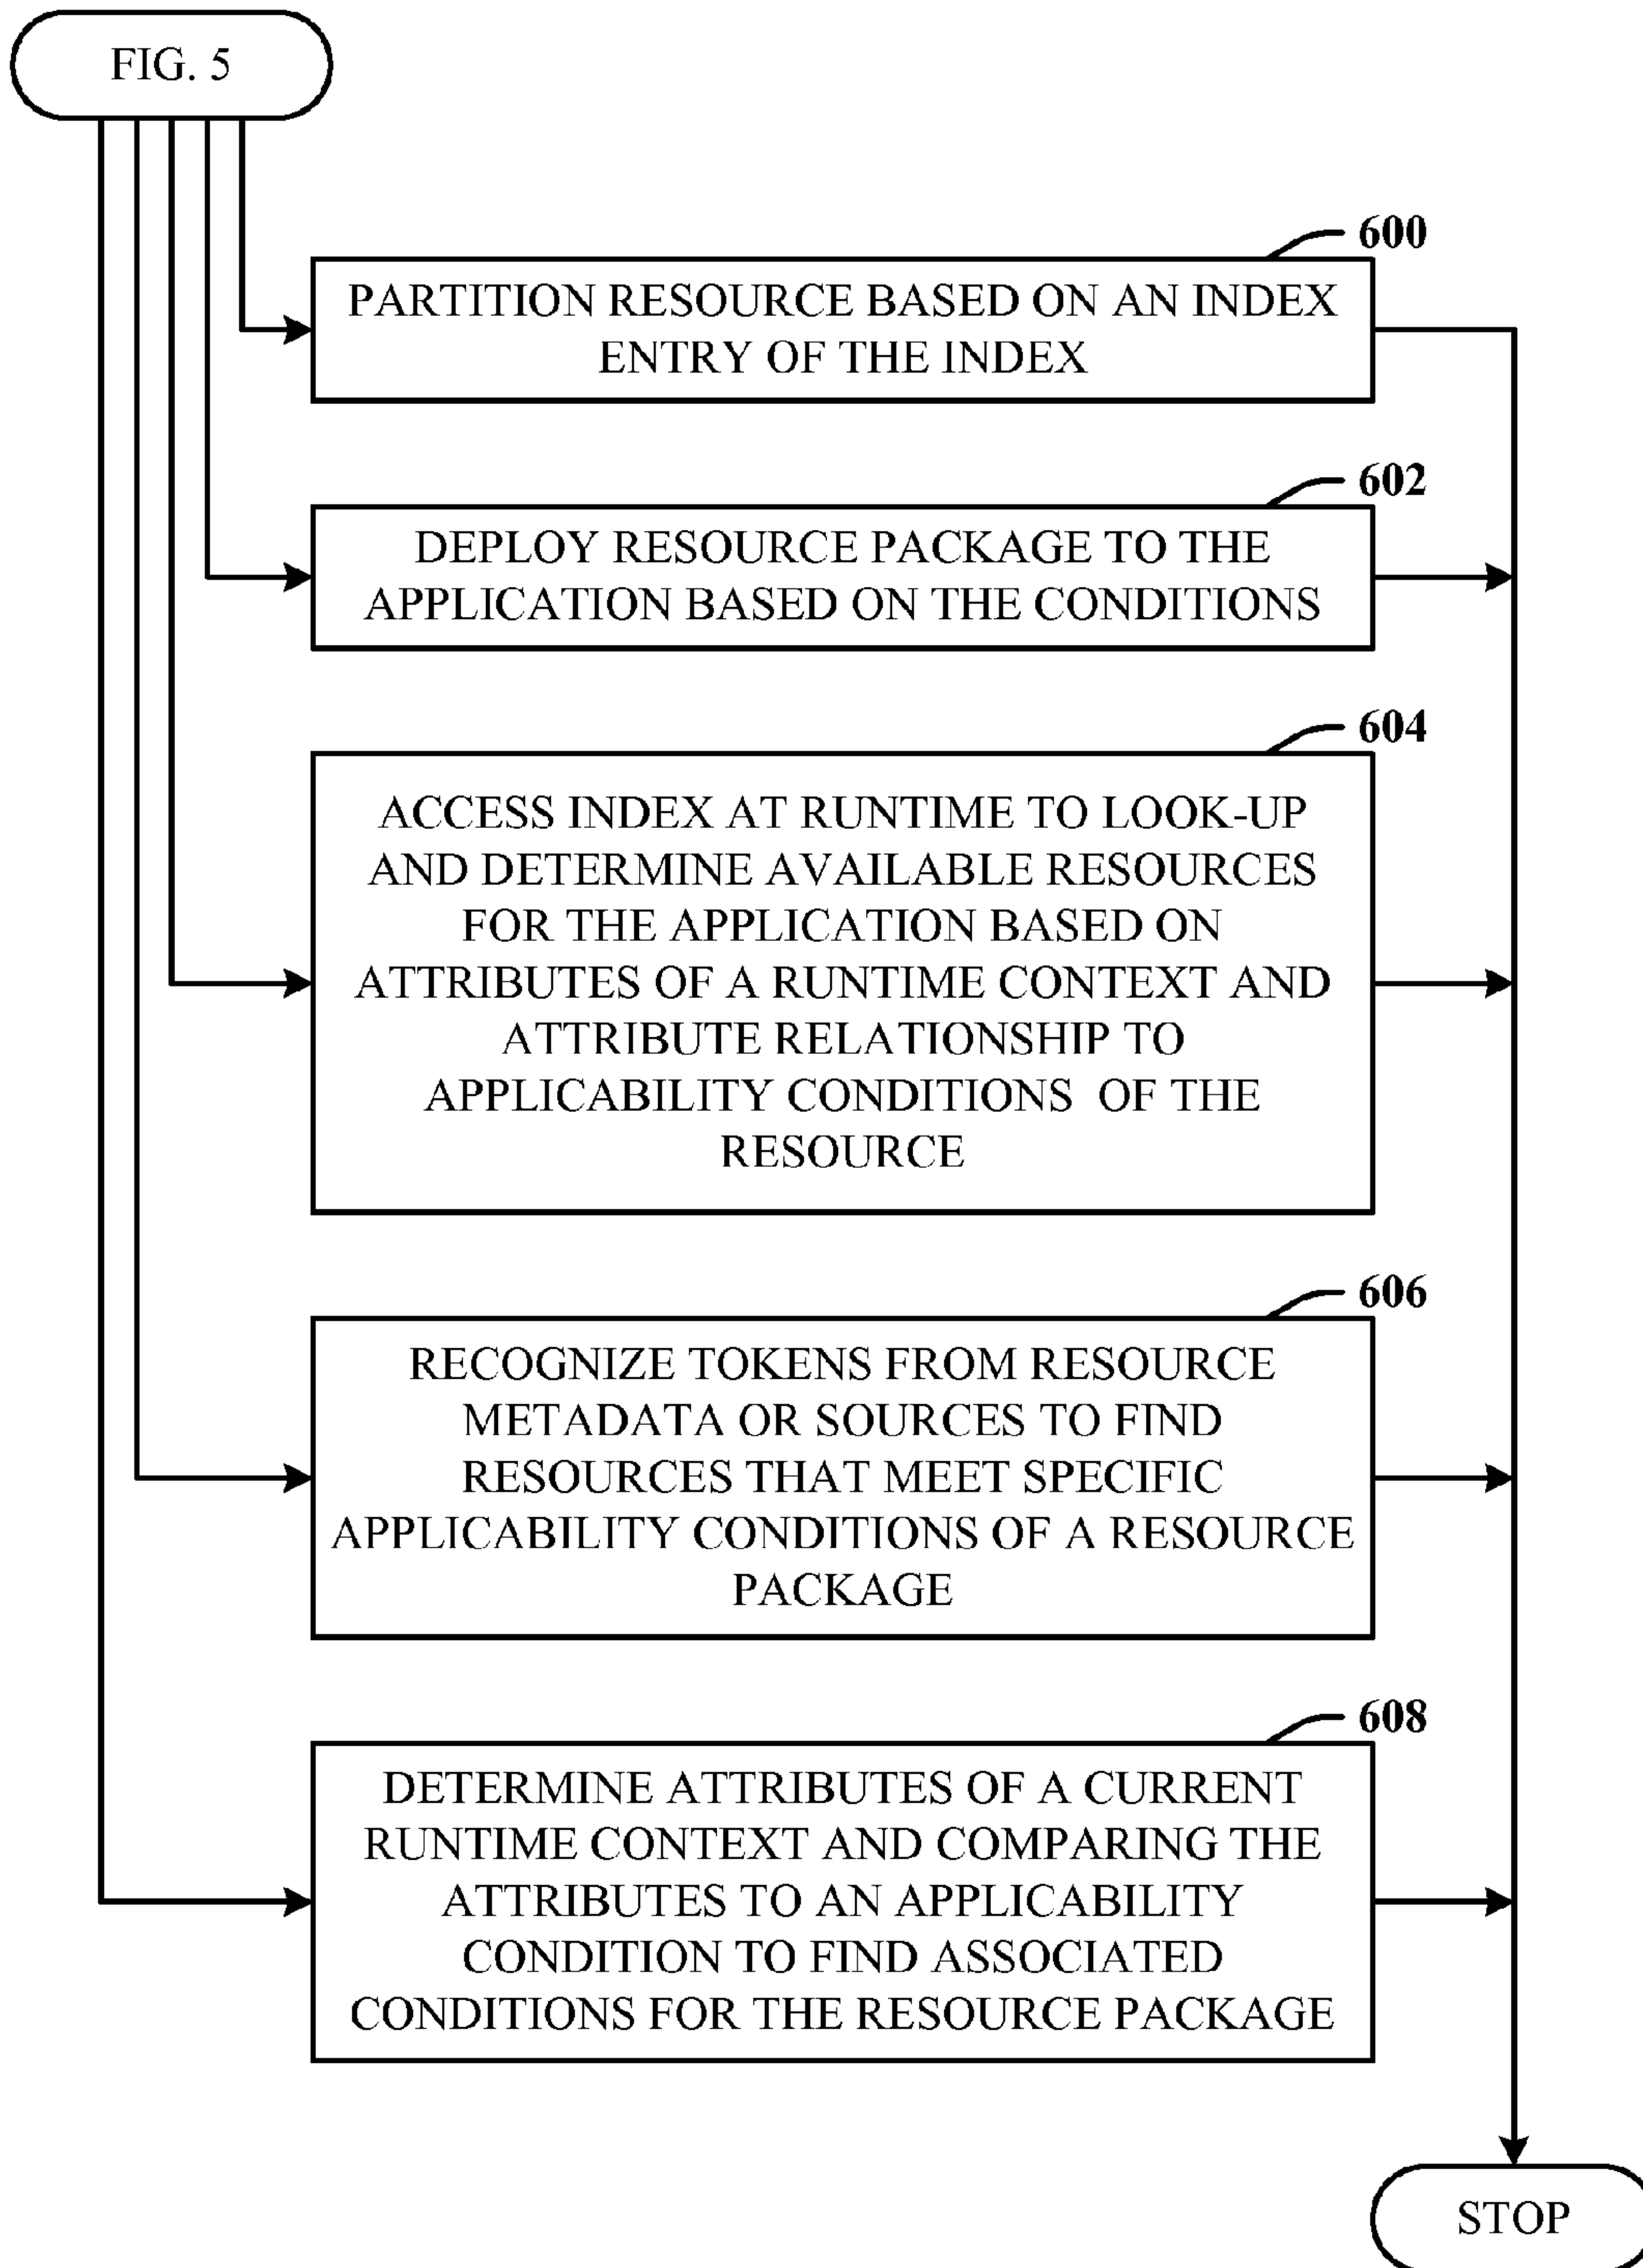 FIG. 5
600
PARTITION RESOURCE BASED ON AN INDEX
ENTRY OF THE INDEX
602
DEPLOY RESOURCE PACKAGE TO THE
APPLICATION BASED ON THE CONDITIONS
604
ACCESS INDEX AT RUNTIME TO LOOK-UP
AND DETERMINE AVAILABLE RESOURCES
FOR THE APPLICATION BASED ON
ATTRIBUTES OF A RUNTIME CONTEXT AND
ATTRIBUTE RELATIONSHIP TO
APPLICABILITY CONDITIONS OF THE
RESOURCE
606
RECOGNIZE TOKENS FROM RESOURCE
METADATA OR SOURCES TO FIND
RESOURCES THAT MEET SPECIFIC
APPLICABILITY CONDITIONS OF A RESOURCE
PACKAGE
608
DETERMINE ATTRIBUTES OF A CURRENT
RUNTIME CONTEXT AND COMPARING THE
ATTRIBUTES TO AN APPLICABILITY
CONDITION TO FIND ASSOCIATED
CONDITIONS FOR THE RESOURCE PACKAGE
STOP